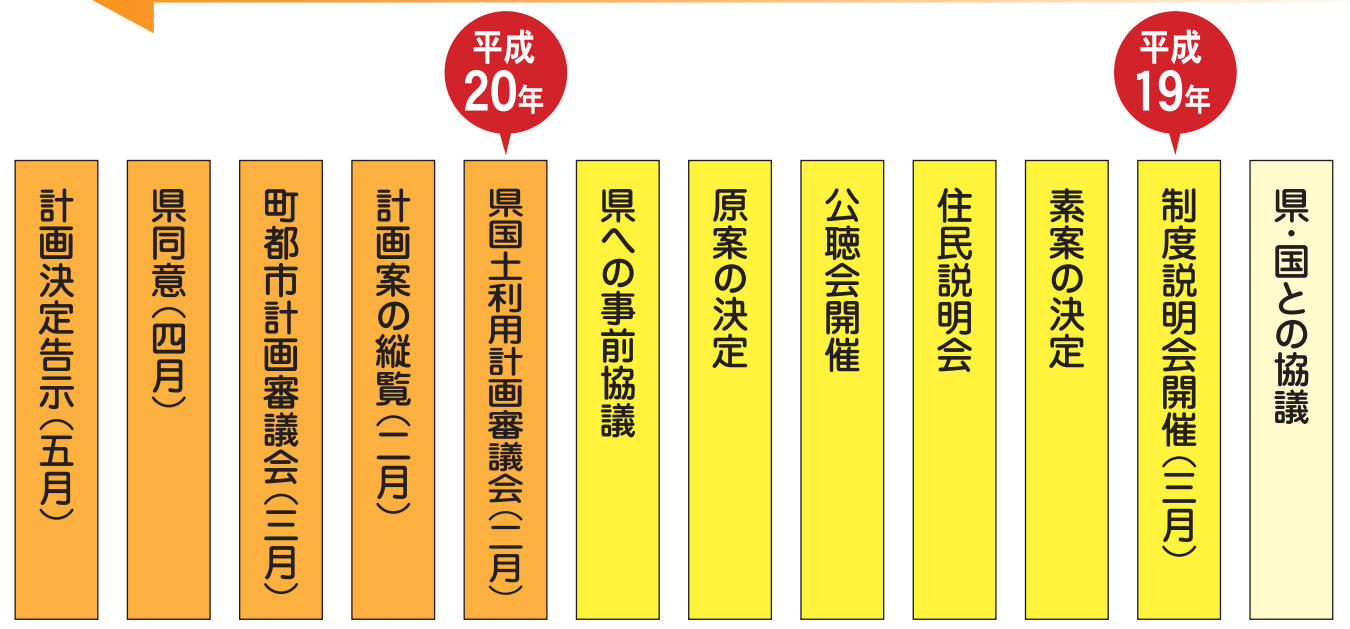 県・国との協議
平成
19年
制度説明会開催(三月)
素案の決定
住民説明会
公聴会開催
原案の決定
県への事前協議
平成
20年
県国土利用計画審議会(二月)
計画案の縦覧(二月)
町都市計画審議会(三月)
県同意(四月)
計画決定告示(五月)